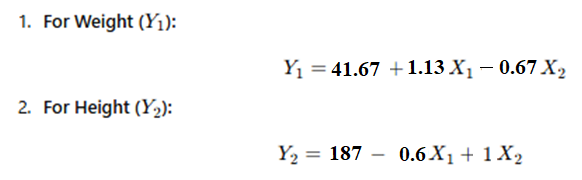 1. For Weight (Y₁):
Y₁ = 41.67 + 1.13 X₁ − 0.67 X₂
2. For Height (Y₂):
Y₂ = 187 − 0.6 X₁ + 1 X₂